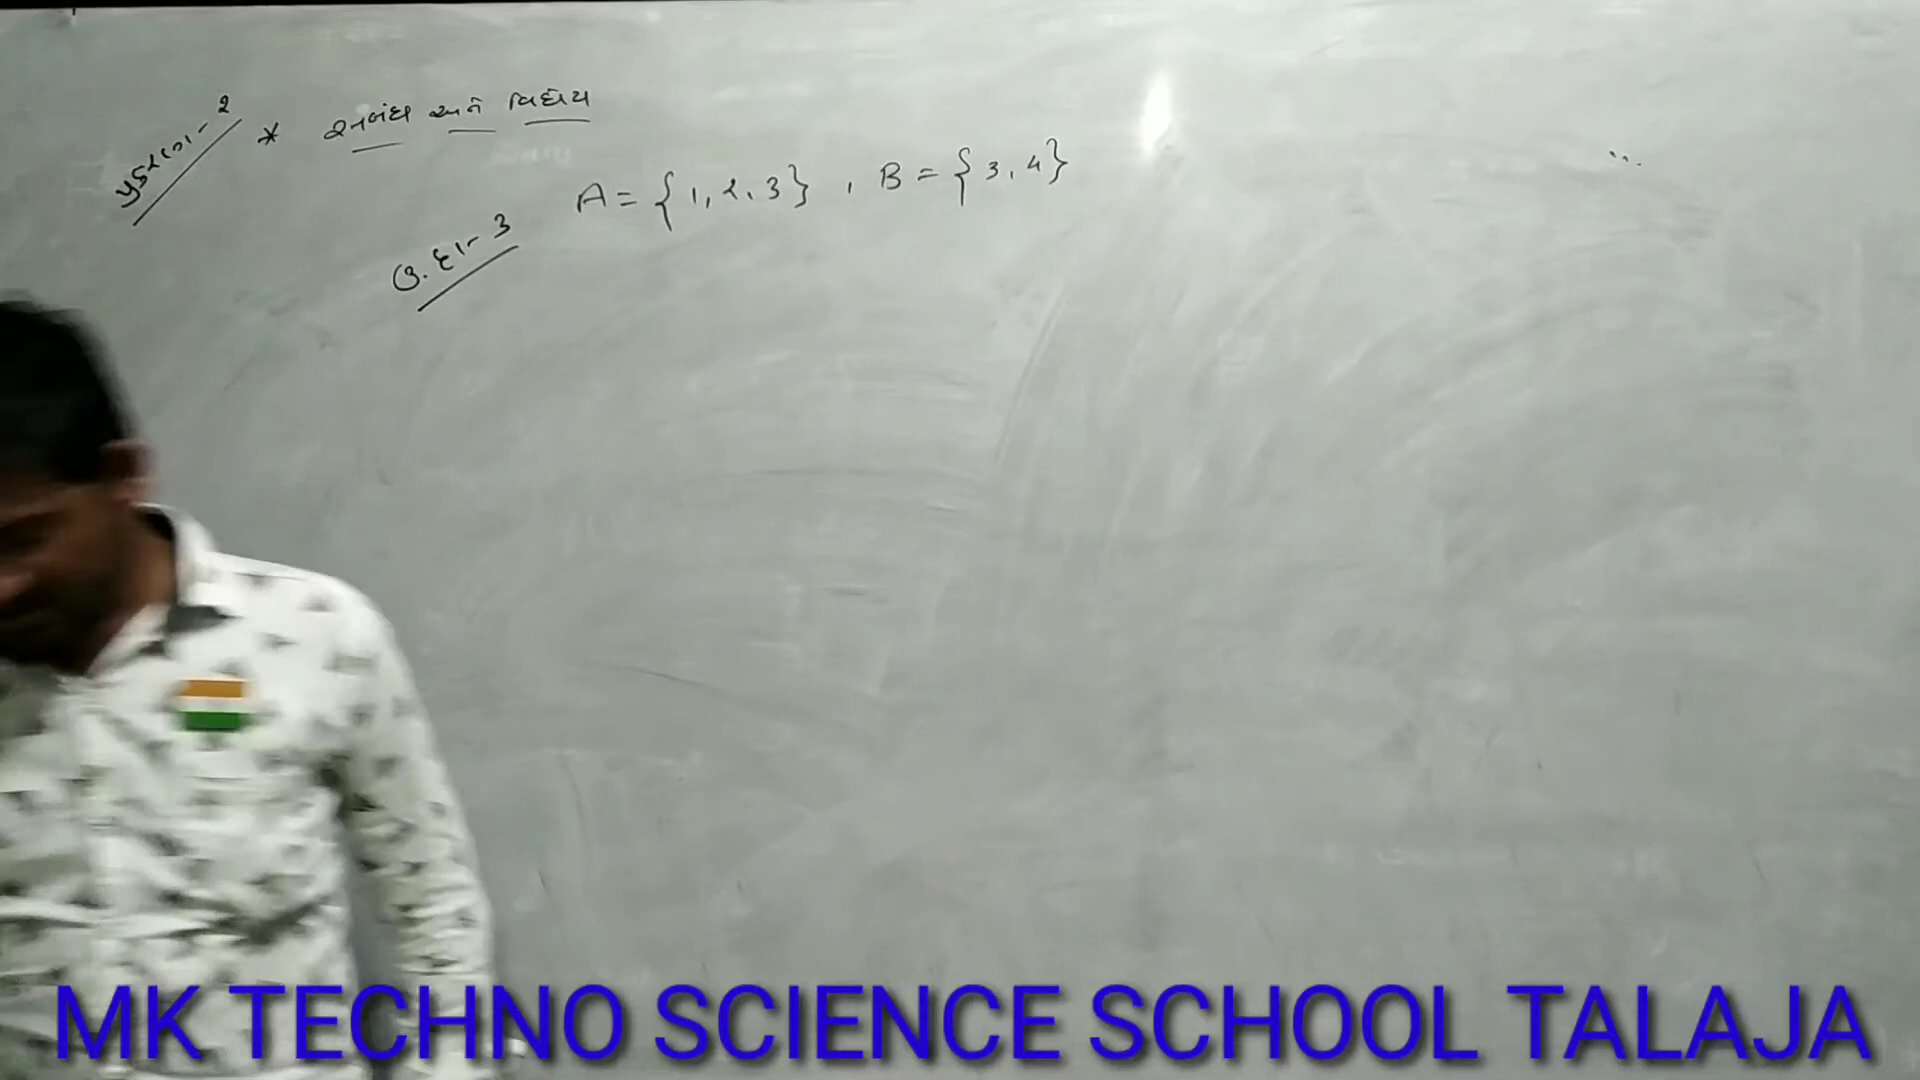 પ્રકરણ - 2
* સંબંધ અને વિધેય
ઉ.દા - 3 A = { 1, 2, 3 } , B = { 3, 4 }
MK TECHNO SCIENCE SCHOOL TALAJA